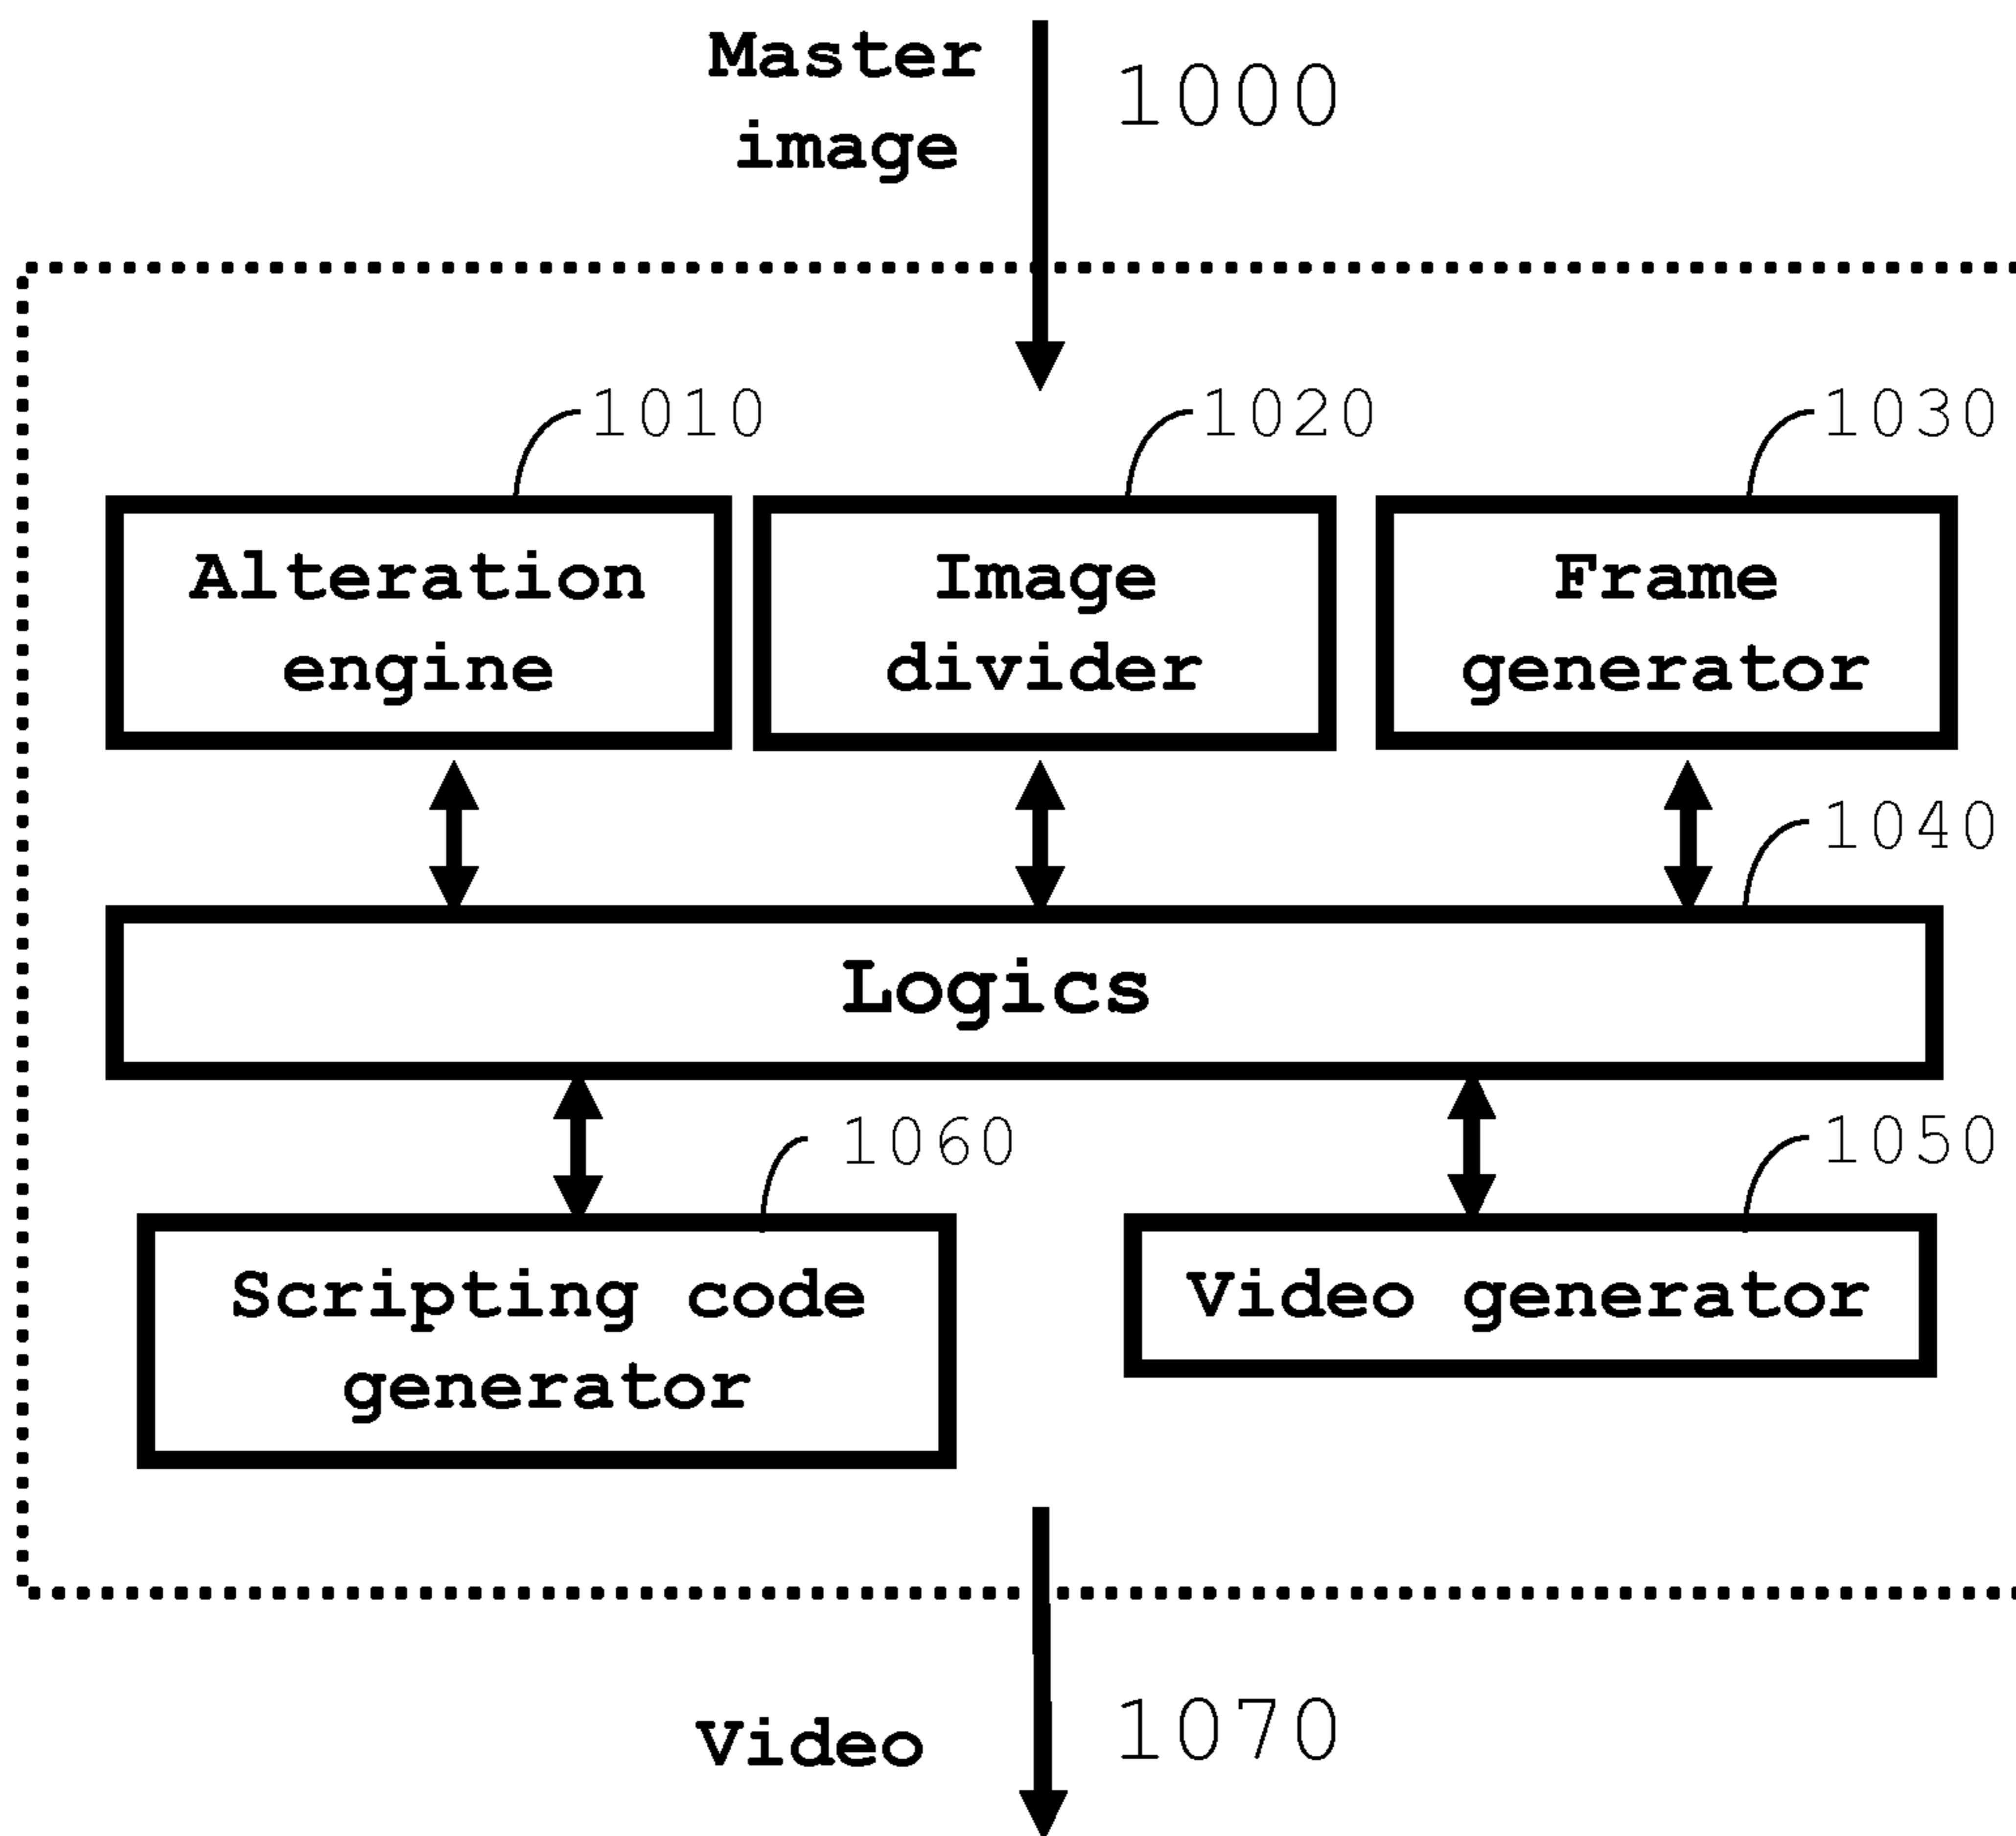 Master
image
1000
1010
1020
1030
Alteration
engine
Image
divider
Frame
generator
1040
Logics
1060
1050
Scripting code
generator
Video generator
Video
1070